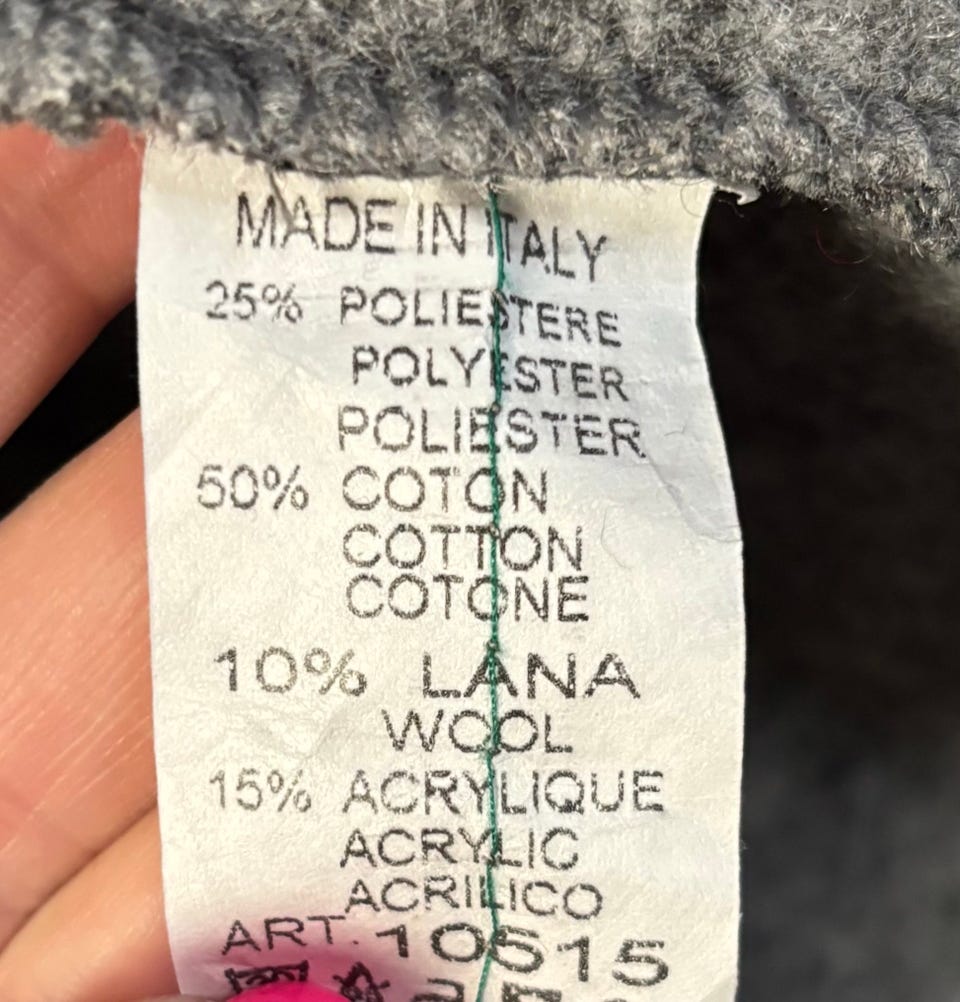 MADE IN ITALY
25% POLIESTERE
POLYESTER
POLIESTER
50% COTON
COTTON
COTONE
10% LANA
WOOL
15% ACRYLIQUE
ACRYLIC
ACRILICO
ART. 10515